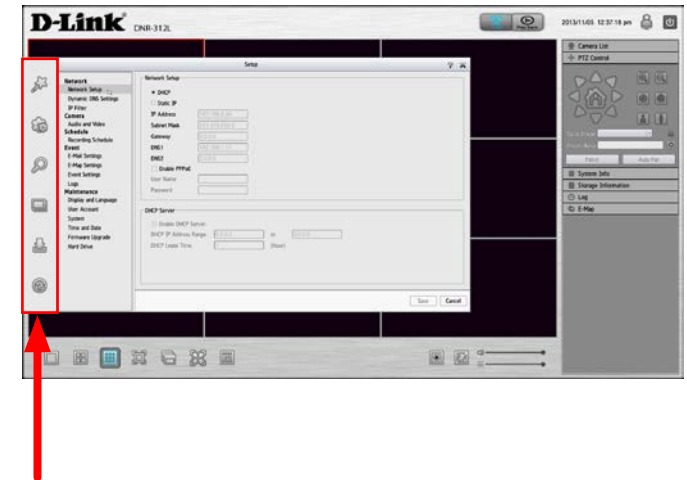 D-Link DNR-312L
2013/11/05 12:37:18 pm
Camera List
PTZ Control
Setup
Network
Network Setup
Dynamic DNS Settings
IP Filter
Camera
Audio and Video
Schedule
Recording Schedule
Event
E-Mail Settings
E-Map Settings
Event Settings
Logs
Maintenance
Display and Language
User Account
System
Time and Date
Firmware Upgrade
Hard Drive
Network Setup
DHCP
Static IP
IP Address
Subnet Mask
Gateway
DNS1
DNS2
Enable PPPoE
User Name
Password
DHCP Server
Enable DHCP Server
DHCP IP Address Range
DHCP Lease Time
(Hour)
Save
Cancel
Patrol
Auto Pan
System Info
Storage Information
Log
E-Map